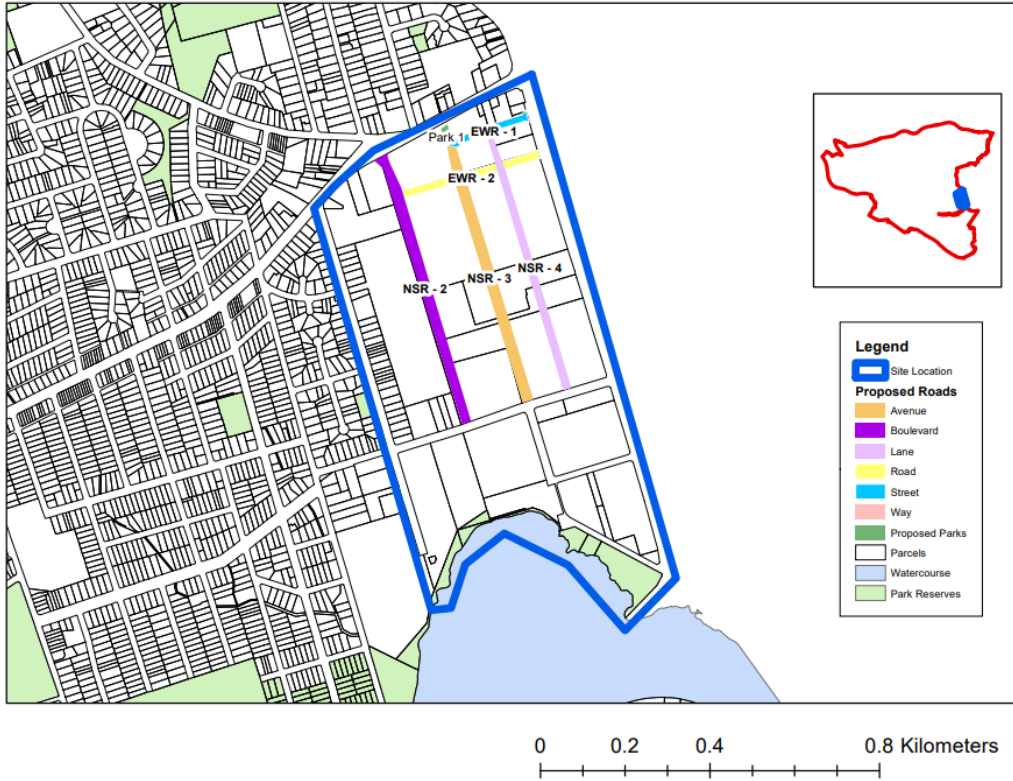 EWR - 1
Park 1
EWR - 2
NSR - 4
NSR - 3
NSR - 2
Legend
Site Location
Proposed Roads
Avenue
Boulevard
Lane
Road
Street
Way
Proposed Parks
Parcels
Watercourse
Park Reserves
0 0.2 0.4 0.8 Kilometers